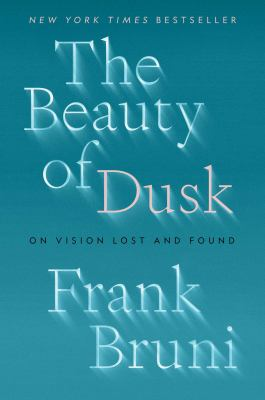 NEW YORK TIMES BESTSELLER
The
Beauty
of Dusk
ON VISION LOST AND FOUND
Frank
Bruni